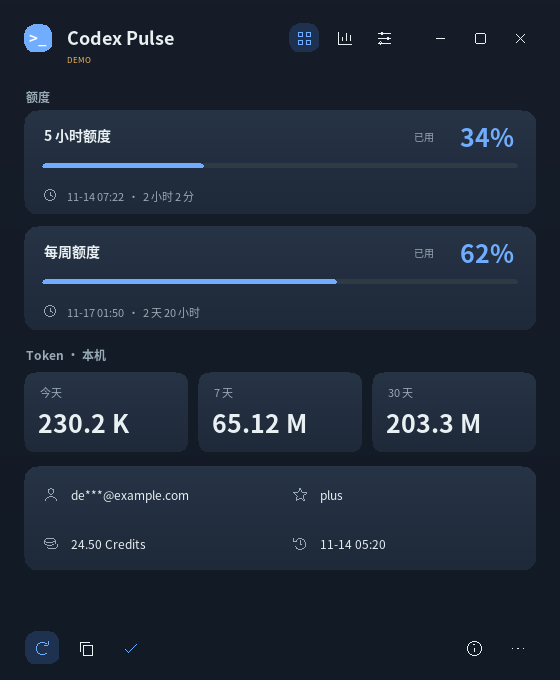 >_ Codex Pulse
DEMO
额度
5 小时额度 已用 34%
11-14 07:22 · 2 小时 2 分
每周额度 已用 62%
11-17 01:50 · 2 天 20 小时
Token · 本机
今天 7 天 30 天
230.2 K 65.12 M 203.3 M
de***@example.com plus
24.50 Credits 11-14 05:20